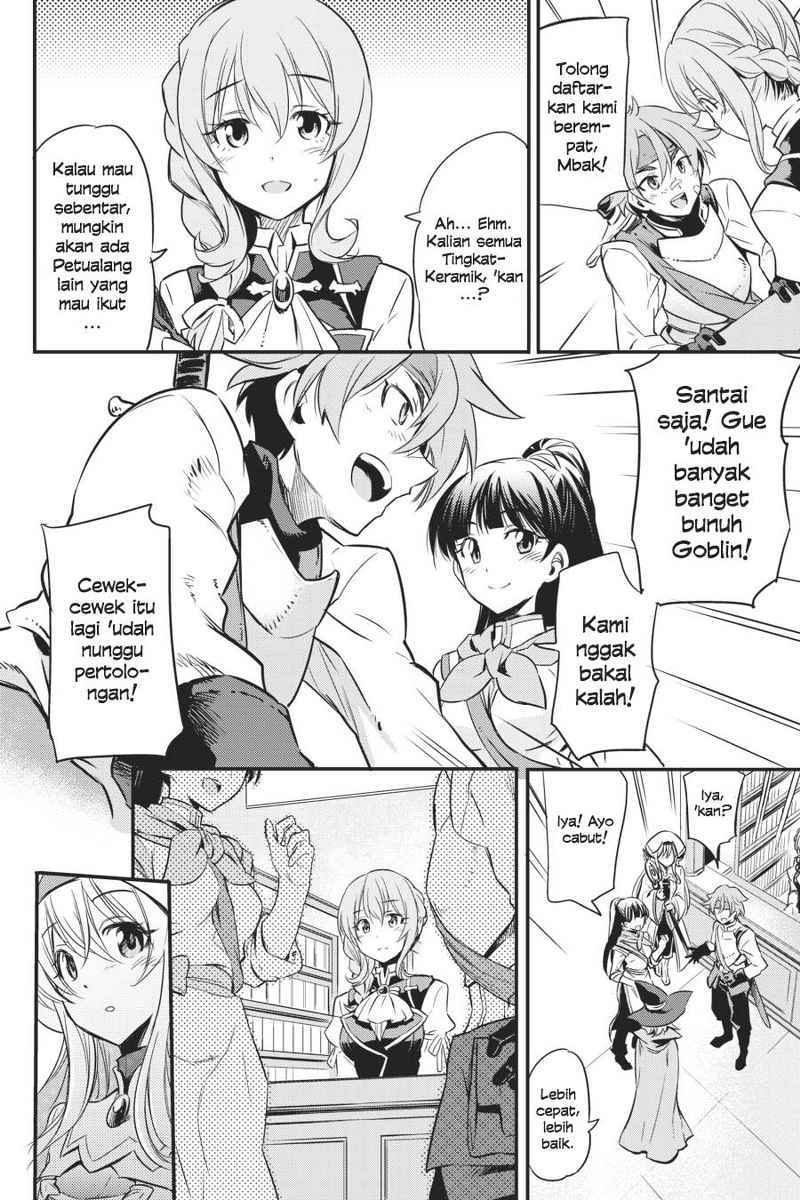 Tolong
daftar-
kan kami
berem-
pat,
Mbak!
Ah... Ehm.
Kalian semua
Tingkat-
Keramik, 'kan
...?
Kalau mau
tunggu
sebentar,
mungkin
akan ada
Petualang
lain yang
mau ikut
...
Santai
saja! Gue
'udah
banyak
banget
bunuh
Goblin!
Kami
nggak
bakal
kalah!
Cewek-
cewek itu
lagi 'udah
nunggu
pertolo-
ngan!
Iya,
'kan?
Iya! Ayo
cabut!
Lebih
cepat,
lebih
baik.